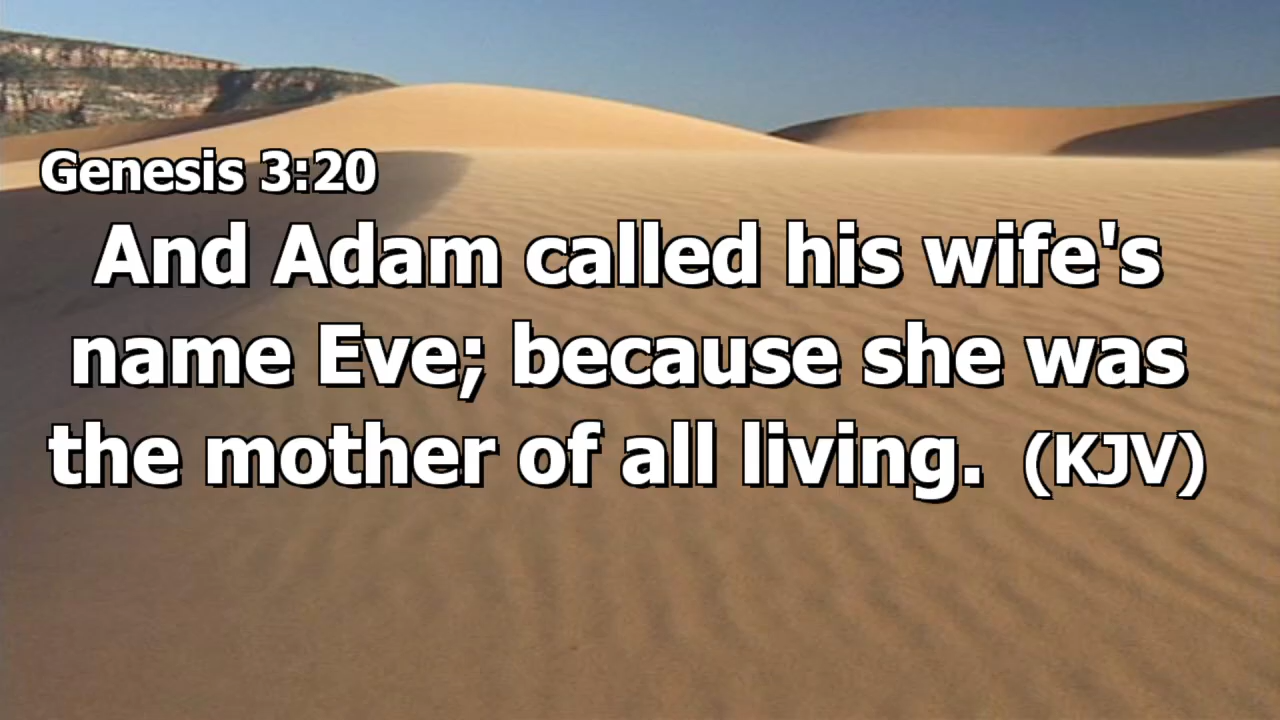 Genesis 3:20
And Adam called his wife's
name Eve; because she was
the mother of all living. (KJV)